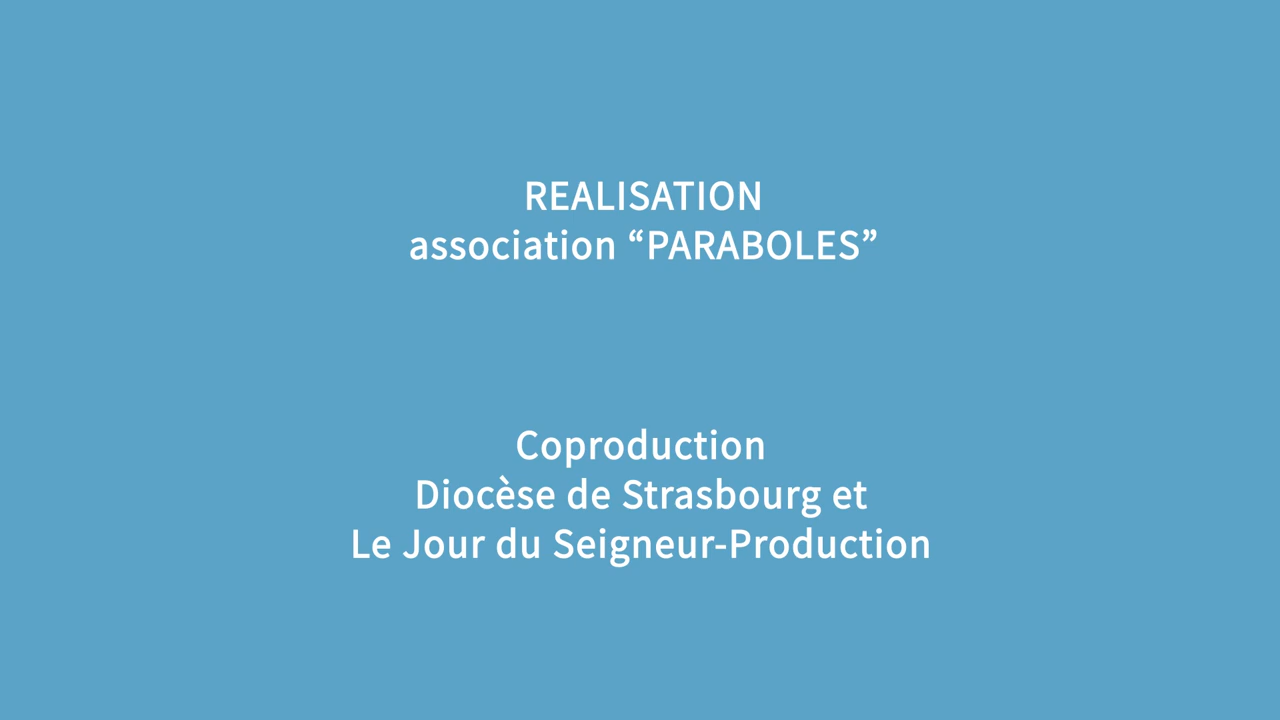 REALISATION
association “PARABOLES”
Coproduction
Diocèse de Strasbourg et
Le Jour du Seigneur-Production